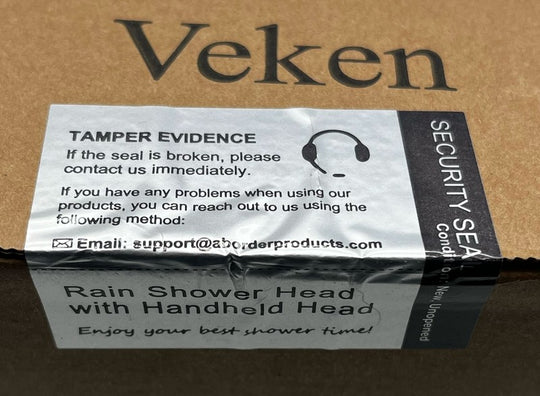 Veken
TAMPER EVIDENCE
If the seal is broken, please
contact us immediately.
If you have any problems when using our
products, you can reach out to us using the
following method:
Email: support@aborderproducts.com
Rain Shower Head
with Handheld Head
Enjoy your best shower time!
SECURITY SEA
Condition: New, Unopened